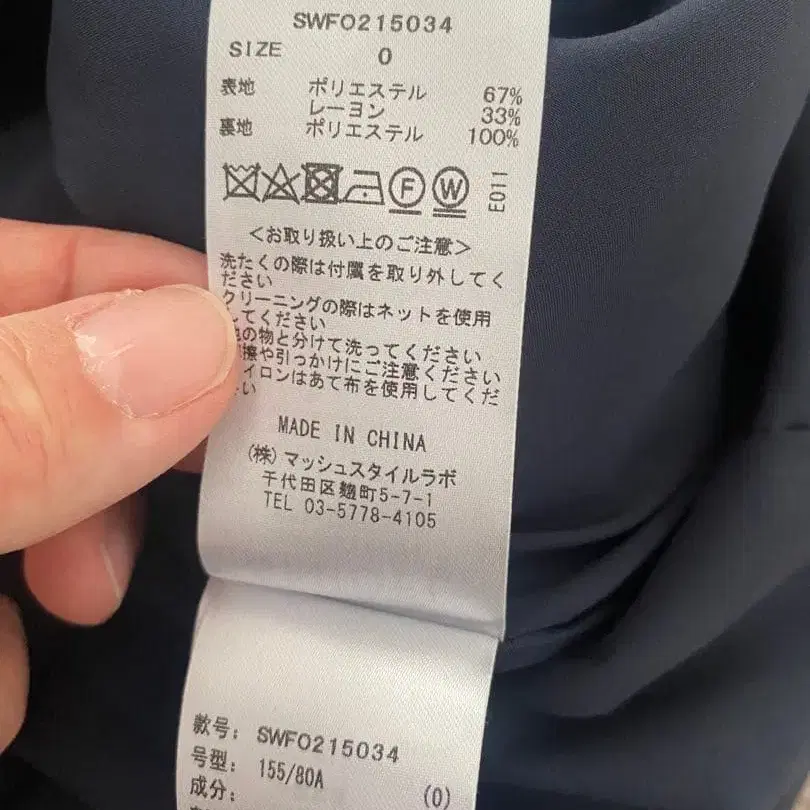 SWFO215034
SIZE 0
表地 ポリエステル 67%
レーヨン 33%
裏地 ポリエステル 100%
F W E011
<お取り扱い上のご注意>
洗たくの際は付属を取り外してく
ださい
クリーニングの際はネットを使用
してください
の物と分けて洗ってください
擦や引っかけにご注意ください
イロンはあて布を使用してくだ
い
MADE IN CHINA
(株)マッシュスタイルラボ
千代田区麹町5-7-1
TEL 03-5778-4105
款号: SWFO215034
号型: 155/80A (0)
成分: